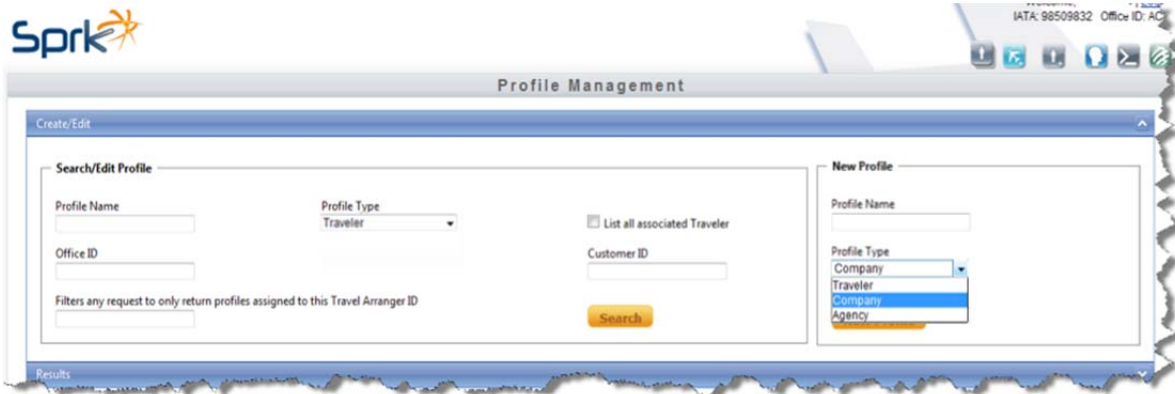 IATA: 98509832 Office ID: AC
Sprk
Profile Management
Create/Edit
Search/Edit Profile
Profile Name
Profile Type
Traveler
List all associated Traveler
Office ID
Customer ID
Filters any request to only return profiles assigned to this Travel Arranger ID
Search
New Profile
Profile Name
Profile Type
Company
Traveler
Company
Agency
Results